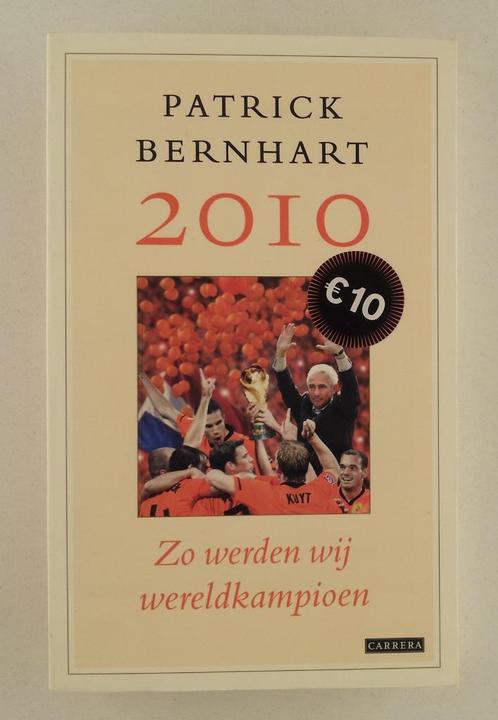 PATRICK
BERNHART
2010
€10
KUYT
Zo werden wij
wereldkampioen
CARRERA